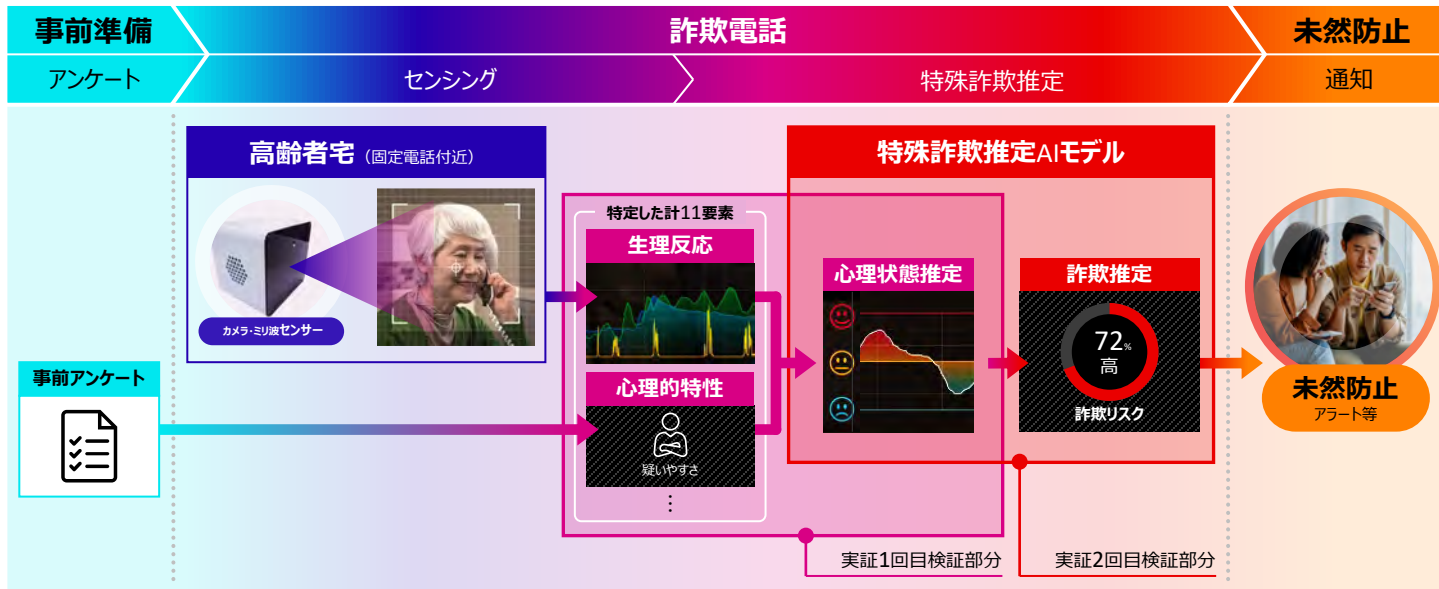 事前準備
詐欺電話
未然防止
アンケート
センシング
特殊詐欺推定
通知
高齢者宅（固定電話付近）
カメラ・ミリ波センサー
事前アンケート
特定した計11要素
生理反応
心理的特性
疑いやすさ
⋮
特殊詐欺推定AIモデル
心理状態推定
詐欺推定
72%
高
詐欺リスク
未然防止
アラート等
実証1回目検証部分
実証2回目検証部分